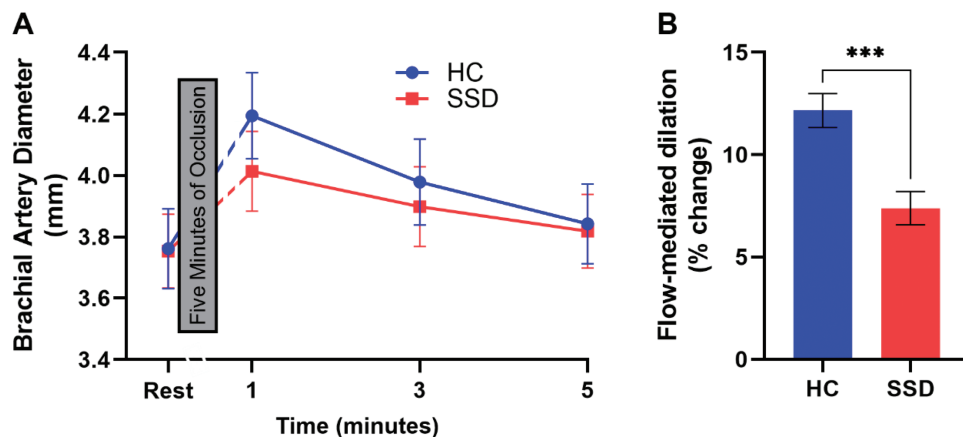 A
Brachial Artery Diameter
(mm)
4.4
4.2
4.0
3.8
3.6
3.4
Five Minutes of Occlusion
HC
SSD
Rest
1
3
5
Time (minutes)
B
Flow-mediated dilation
(% change)
15
10
5
0
***
HC
SSD